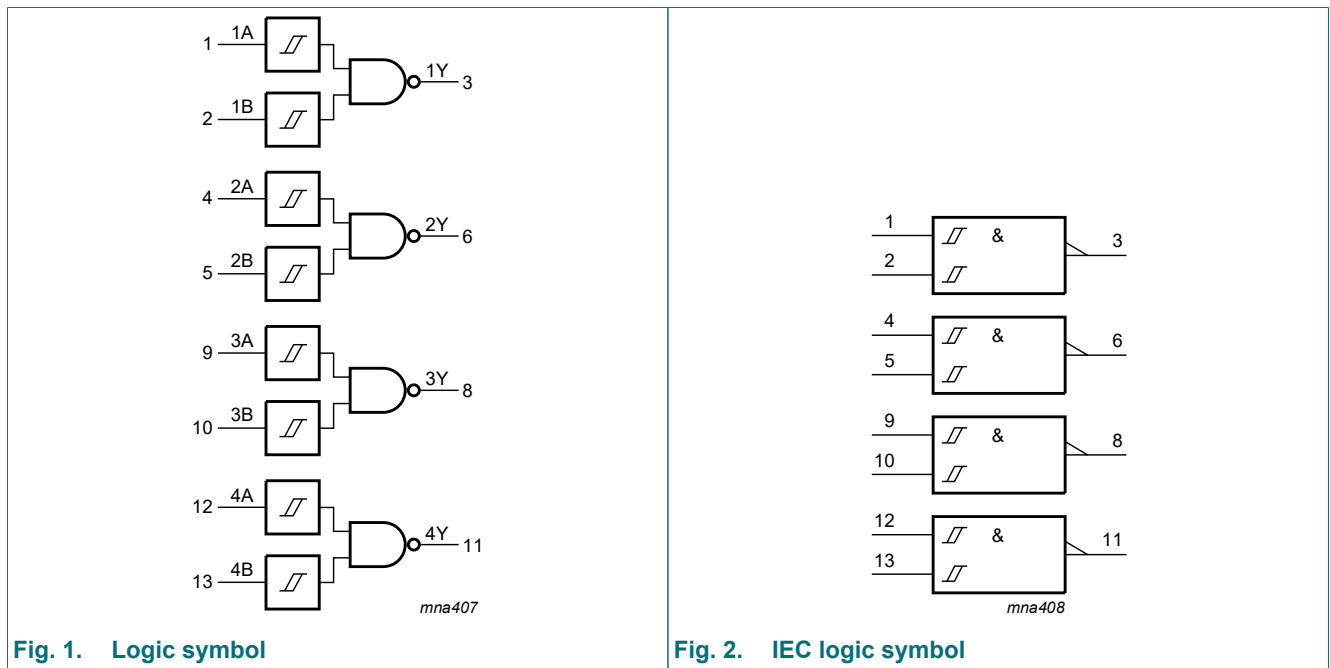 1 1A
1Y 3
2 1B
4 2A
2Y 6
5 2B
9 3A
3Y 8
10 3B
12 4A
4Y 11
13 4B
mna407
Fig. 1. Logic symbol
1 & 3
2
4 & 6
5
9 & 8
10
12 & 11
13
mna408
Fig. 2. IEC logic symbol